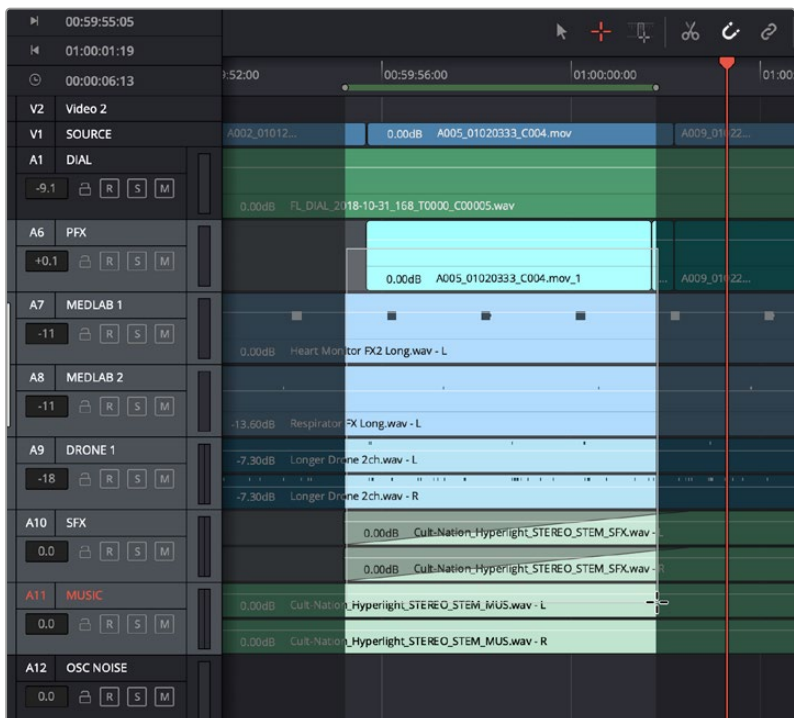 00:59:55:05
01:00:01:19
00:00:06:13
9:52:00 00:59:56:00 01:00:00:00 01:00
V2 Video 2
V1 SOURCE A002_01012... 0.00dB A005_01020333_C004.mov A009_01022...
A1 DIAL
-9.1 R S M
0.00dB FL_DIAL_2018-10-31_168_T0000_C00005.wav
A6 PFX
+0.1 R S M
0.00dB A005_01020333_C004.mov_1 ... A009_01022...
A7 MEDLAB 1
-11 R S M
0.00dB Heart Monitor FX2 Long.wav - L
A8 MEDLAB 2
-11 R S M
-13.60dB Respirator FX Long.wav - L
A9 DRONE 1
-7.30dB Longer Drone 2ch.wav - L
-18 R S M
-7.30dB Longer Drone 2ch.wav - R
A10 SFX
0.00dB Cult-Nation_Hyperlight_STEREO_STEM_SFX.wav - L
0.0 R S M
0.00dB Cult-Nation_Hyperlight_STEREO_STEM_SFX.wav - R
A11 MUSIC
0.00dB Cult-Nation_Hyperlight_STEREO_STEM_MUS.wav - L
0.0 R S M
0.00dB Cult-Nation_Hyperlight_STEREO_STEM_MUS.wav - R
A12 OSC NOISE
0.0 R S M